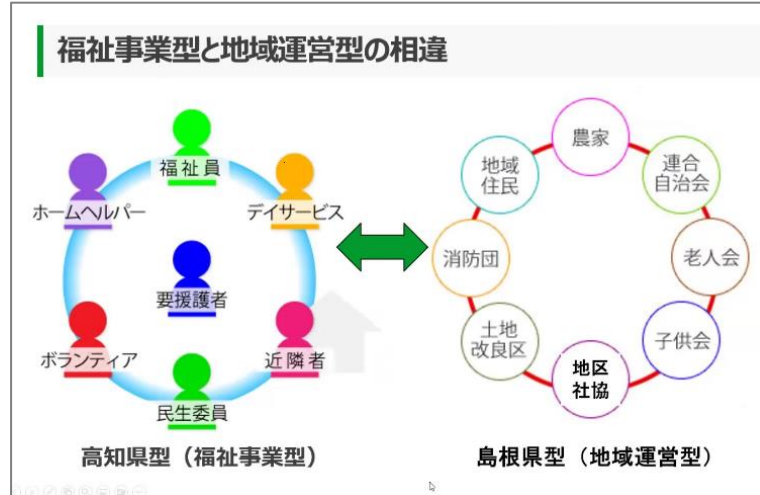 福祉事業型と地域運営型の相違
福祉員
ホームヘルパー
デイサービス
要援護者
ボランティア
近隣者
民生委員
高知県型（福祉事業型）
農家
地域
住民
連合
自治会
消防団
老人会
土地
改良区
子供会
地区
社協
島根県型（地域運営型）